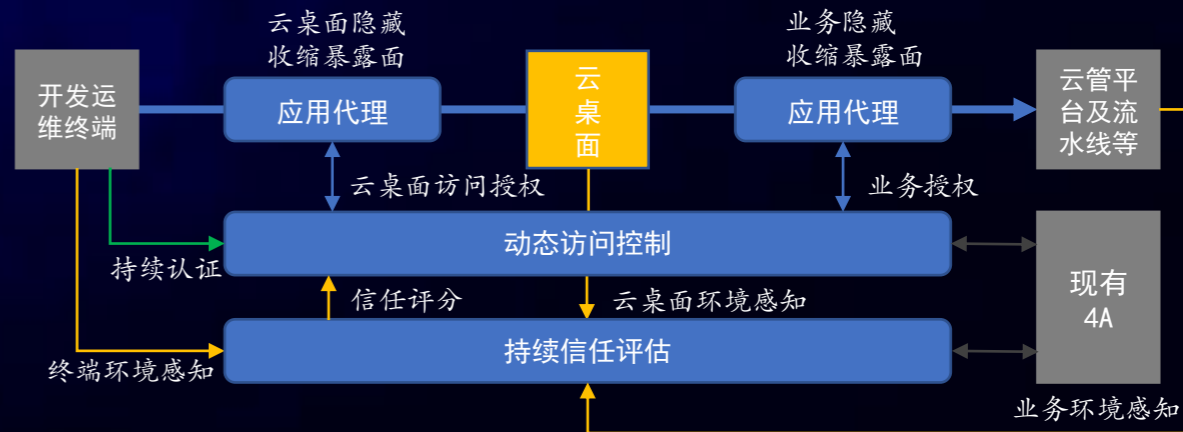 云桌面隐藏
收缩暴露面
业务隐藏
收缩暴露面
开发运
维终端
应用代理
云
桌
面
应用代理
云管平
台及流
水线等
云桌面访问授权
业务授权
动态访问控制
持续认证
信任评分
云桌面环境感知
现有
4A
持续信任评估
终端环境感知
业务环境感知